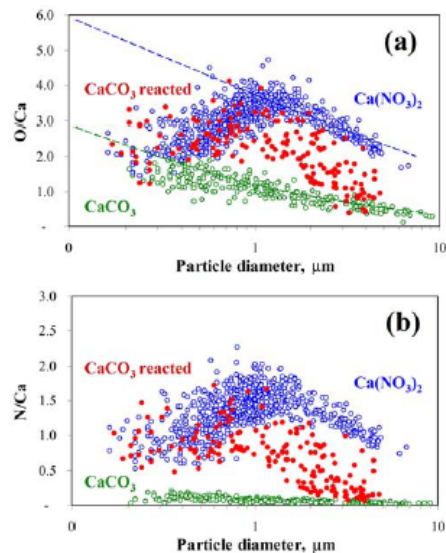 (a)
6.0
5.0
4.0
3.0
2.0
1.0
-
O/Ca
CaCO₃ reacted
Ca(NO₃)₂
CaCO₃
0
1
10
Particle diameter, μm
(b)
3.0
2.5
2.0
1.5
1.0
0.5
-
N/Ca
CaCO₃ reacted
Ca(NO₃)₂
CaCO₃
0
1
10
Particle diameter, μm